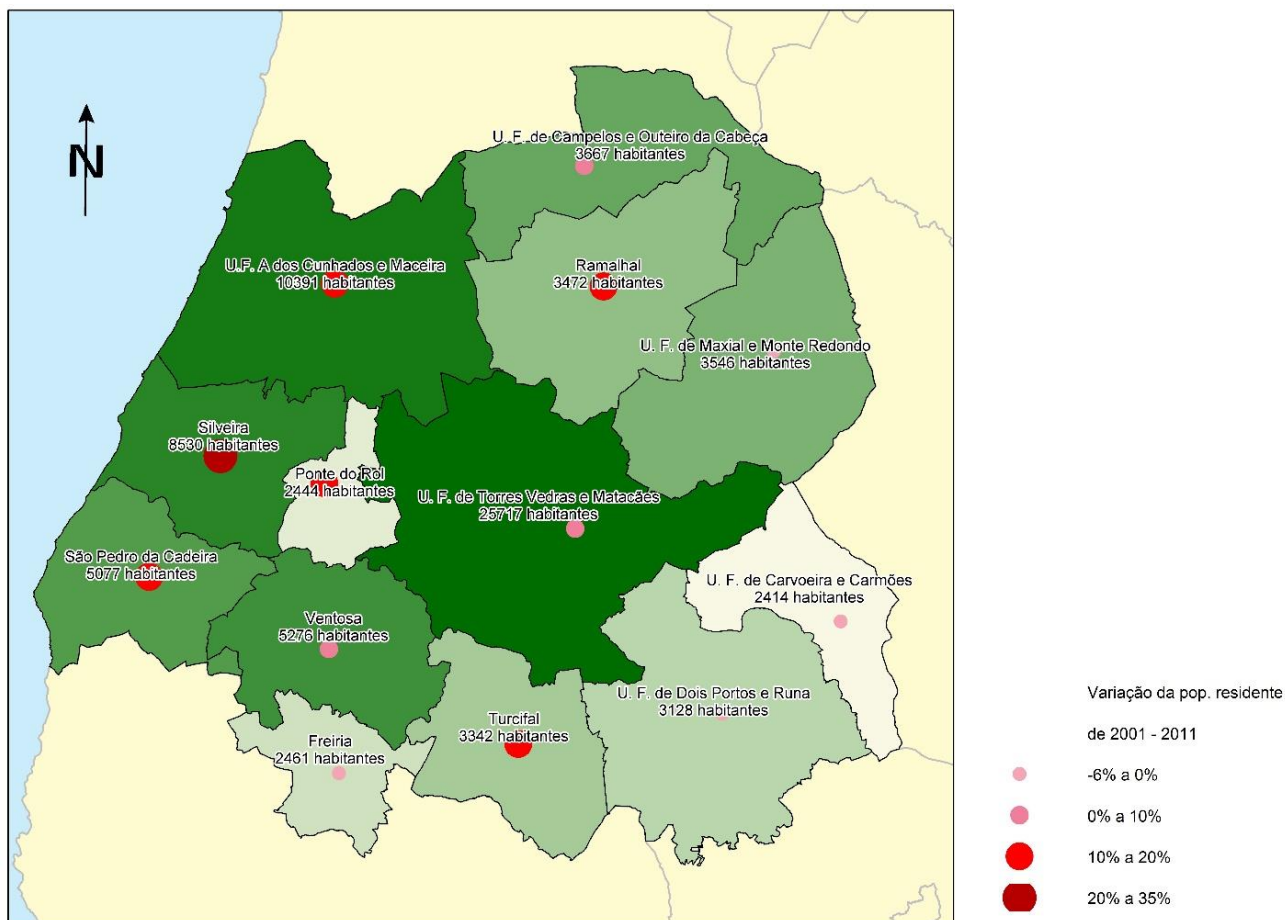 N
U. F. de Campelos e Outeiro da Cabeça
3667 habitantes
U.F. A dos Cunhados e Maceira
10391 habitantes
Ramalhal
3472 habitantes
U. F. de Maxial e Monte Redondo
3546 habitantes
Silveira
8530 habitantes
Ponte do Rol
2444 habitantes
U. F. de Torres Vedras e Matacães
25717 habitantes
São Pedro da Cadeira
5077 habitantes
U. F. de Carvoeira e Carmões
2414 habitantes
Ventosa
5276 habitantes
U. F. de Dois Portos e Runa
3128 habitantes
Turcifal
3342 habitantes
Freiria
2461 habitantes
Variação da pop. residente
de 2001 - 2011
-6% a 0%
0% a 10%
10% a 20%
20% a 35%